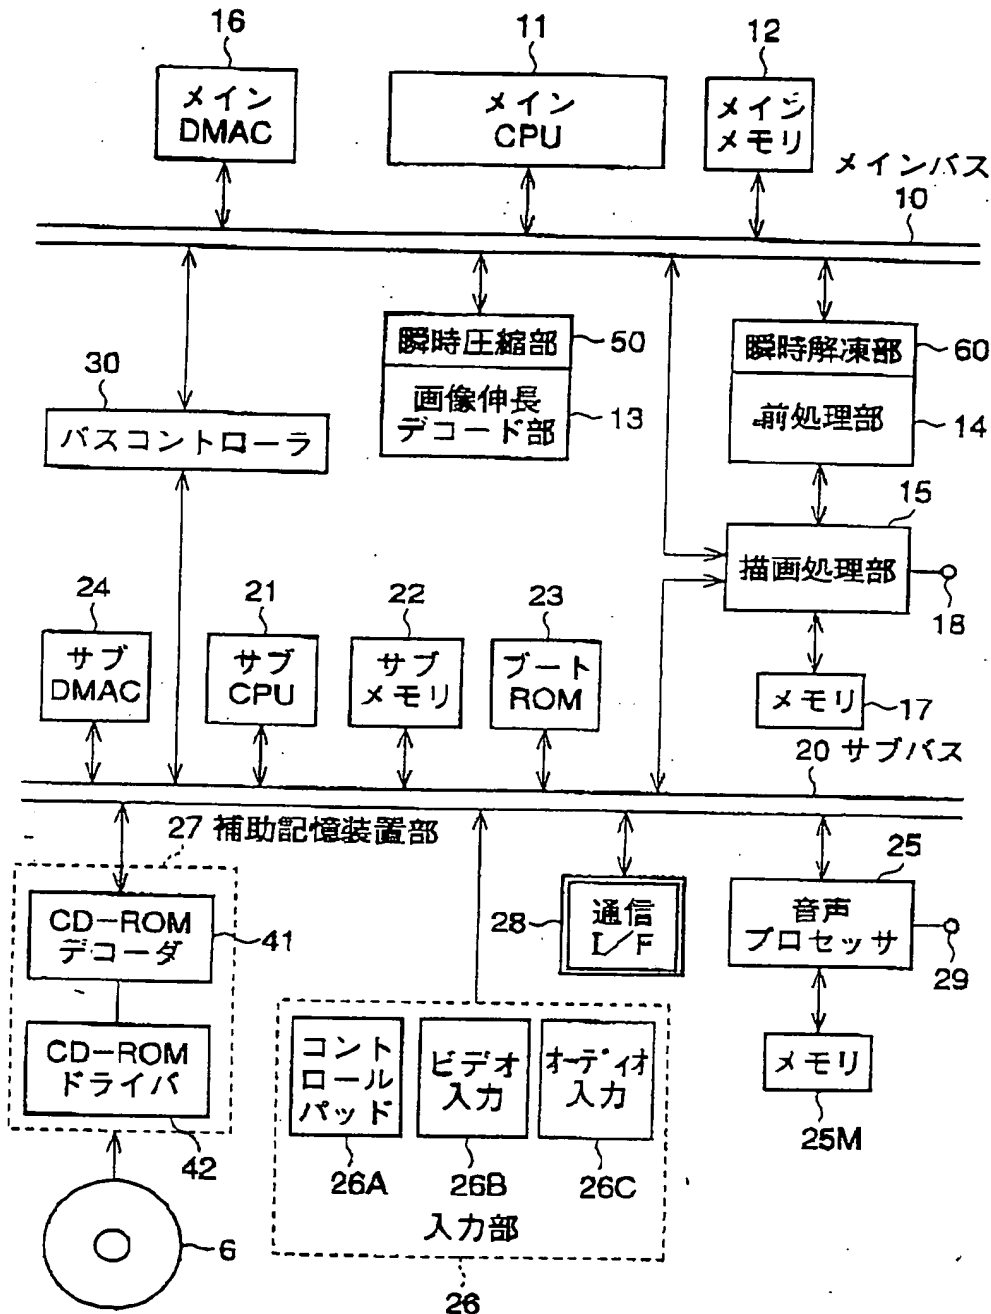 16
11
12
メイン
DMAC
メイン
CPU
メイン
メモリ
メインバス
10
瞬時圧縮部
50
瞬時解凍部
60
30
画像伸長
デコード部
13
前処理部
14
バスコントローラ
15
描画処理部
18
24
21
22
23
サブ
DMAC
サブ
CPU
サブ
メモリ
ブート
ROM
メモリ
17
20 サブバス
27 補助記憶装置部
25
CD-ROM
デコーダ
41
28
通信
I/F
音声
プロセッサ
29
CD-ROM
ドライバ
42
コント
ロール
パッド
ビデオ
入力
オーディオ
入力
メモリ
25M
26A
26B
26C
入力部
6
26